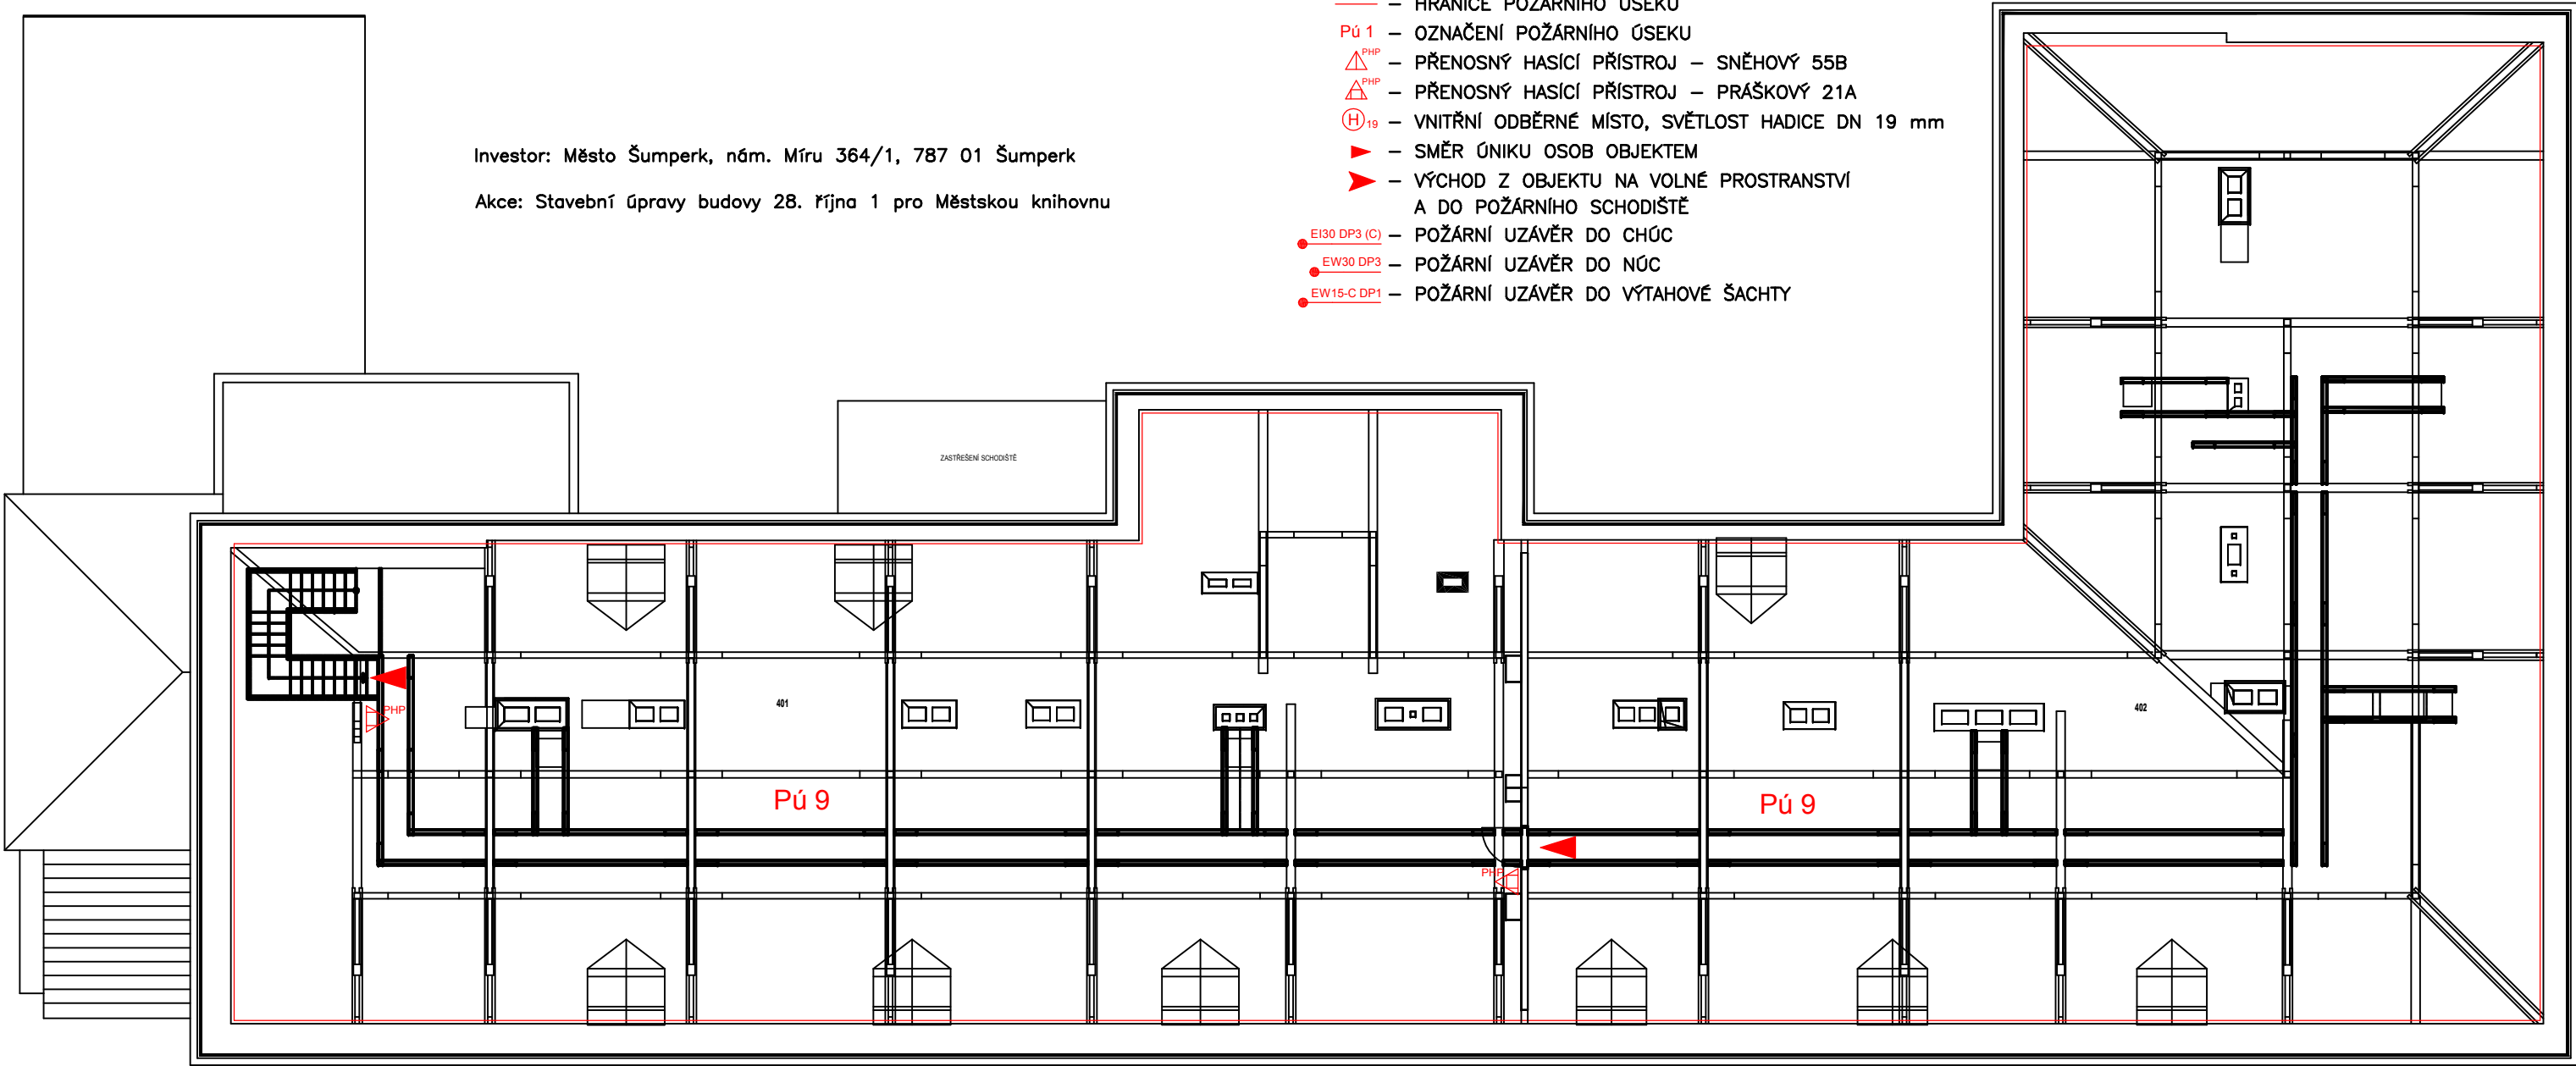 — HRANICE POŽÁRNÍHO ÚSEKU
Pú 1 — OZNAČENÍ POŽÁRNÍHO ÚSEKU
PHP — PŘENOSNÝ HASÍCÍ PŘÍSTROJ — SNĚHOVÝ 55B
PHP — PŘENOSNÝ HASÍCÍ PŘÍSTROJ — PRÁŠKOVÝ 21A
H 19 — VNITŘNÍ ODBĚRNÉ MÍSTO, SVĚTLOST HADICE DN 19 mm
— SMĚR ÚNIKU OSOB OBJEKTEM
— VÝCHOD Z OBJEKTU NA VOLNÉ PROSTRANSTVÍ
A DO POŽÁRNÍHO SCHODIŠTĚ
EI30 DP3 (C) — POŽÁRNÍ UZÁVĚR DO CHÚC
EW30 DP3 — POŽÁRNÍ UZÁVĚR DO NÚC
EW15-C DP1 — POŽÁRNÍ UZÁVĚR DO VÝTAHOVÉ ŠACHTY
Investor: Město Šumperk, nám. Míru 364/1, 787 01 Šumperk
Akce: Stavební úpravy budovy 28. října 1 pro Městskou knihovnu
ZASTŘEŠENÍ SCHODIŠTĚ
401
402
PHP
Pú 9
Pú 9
PHP